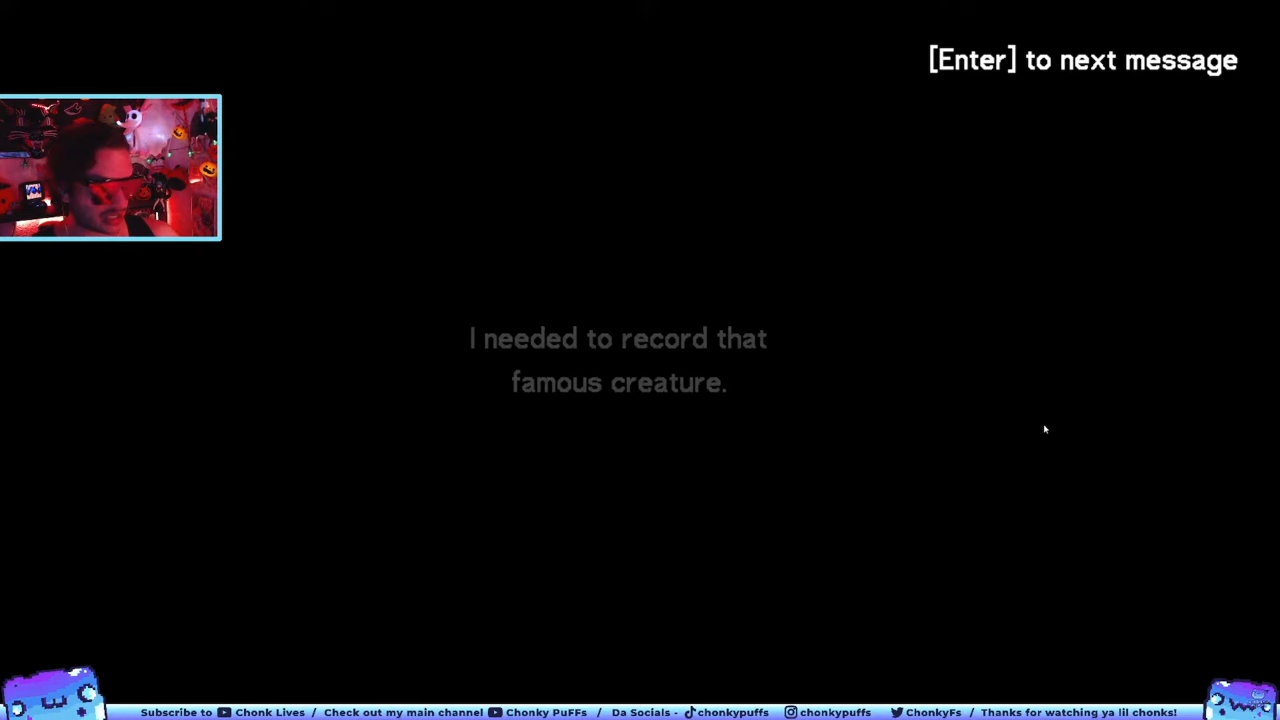 [Enter] to next message
I needed to record that
famous creature.
Subscribe to Chonk Lives / Check out my main channel Chonky PuFFs / Da Socials - chonkypuffs chonkypuffs ChonkyFs / Thanks for watching ya lil chonks!